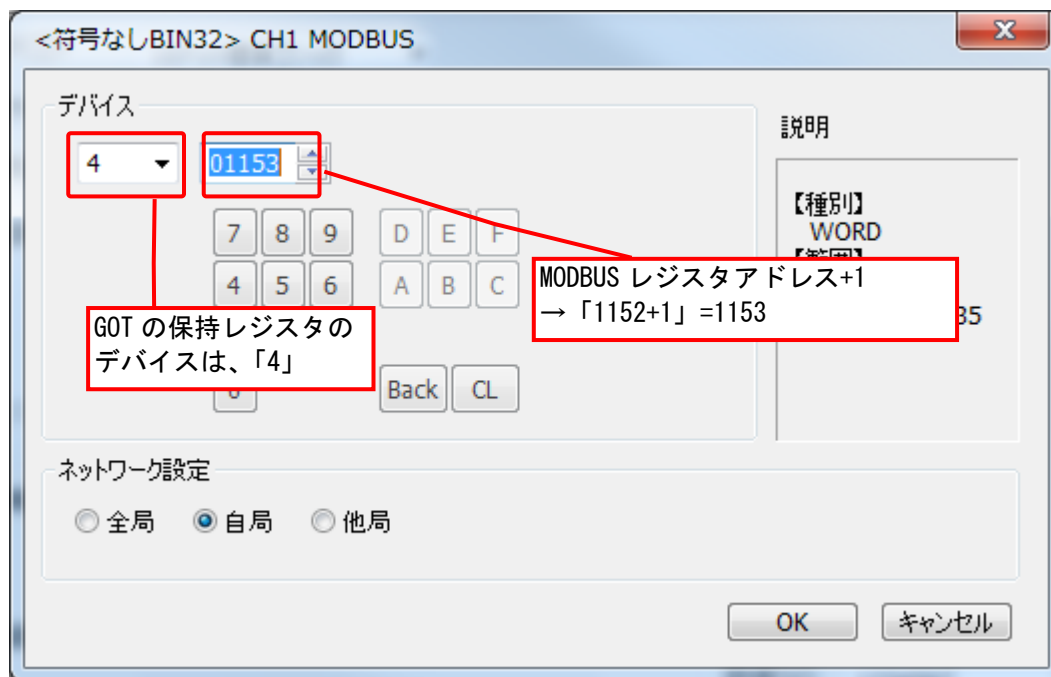 <符号なしBIN32> CH1 MODBUS
デバイス
説明
4 01153
7 8 9 D E F
4 5 6 A B C
Back CL
【種別】
WORD
MODBUS レジスタアドレス+1
→「1152+1」=1153
35
GOT の保持レジスタの
デバイスは、「4」
ネットワーク設定
全局 自局 他局
OK キャンセル